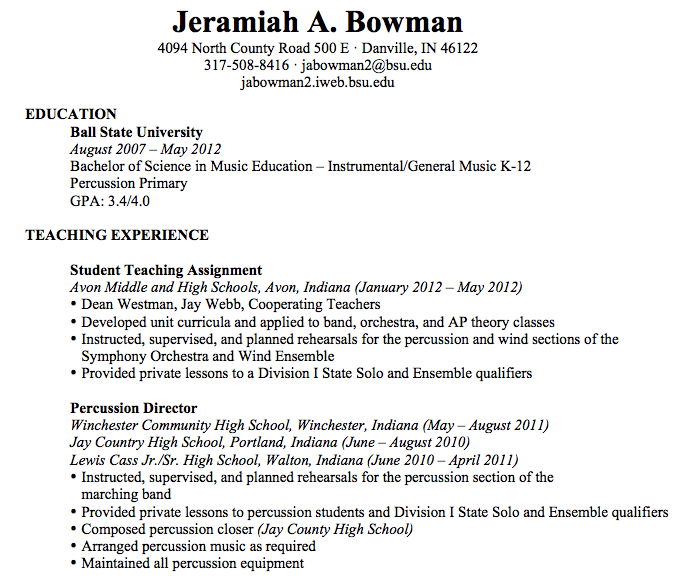 Jeramiah A. Bowman
4094 North County Road 500 E · Danville, IN 46122
317-508-8416 · jabowman2@bsu.edu
jabowman2.iweb.bsu.edu
EDUCATION
Ball State University
August 2007 – May 2012
Bachelor of Science in Music Education – Instrumental/General Music K-12
Percussion Primary
GPA: 3.4/4.0
TEACHING EXPERIENCE
Student Teaching Assignment
Avon Middle and High Schools, Avon, Indiana (January 2012 – May 2012)
• Dean Westman, Jay Webb, Cooperating Teachers
• Developed unit curricula and applied to band, orchestra, and AP theory classes
• Instructed, supervised, and planned rehearsals for the percussion and wind sections of the
Symphony Orchestra and Wind Ensemble
• Provided private lessons to a Division I State Solo and Ensemble qualifiers
Percussion Director
Winchester Community High School, Winchester, Indiana (May – August 2011)
Jay Country High School, Portland, Indiana (June – August 2010)
Lewis Cass Jr./Sr. High School, Walton, Indiana (June 2010 – April 2011)
• Instructed, supervised, and planned rehearsals for the percussion section of the
marching band
• Provided private lessons to percussion students and Division I State Solo and Ensemble qualifiers
• Composed percussion closer (Jay County High School)
• Arranged percussion music as required
• Maintained all percussion equipment